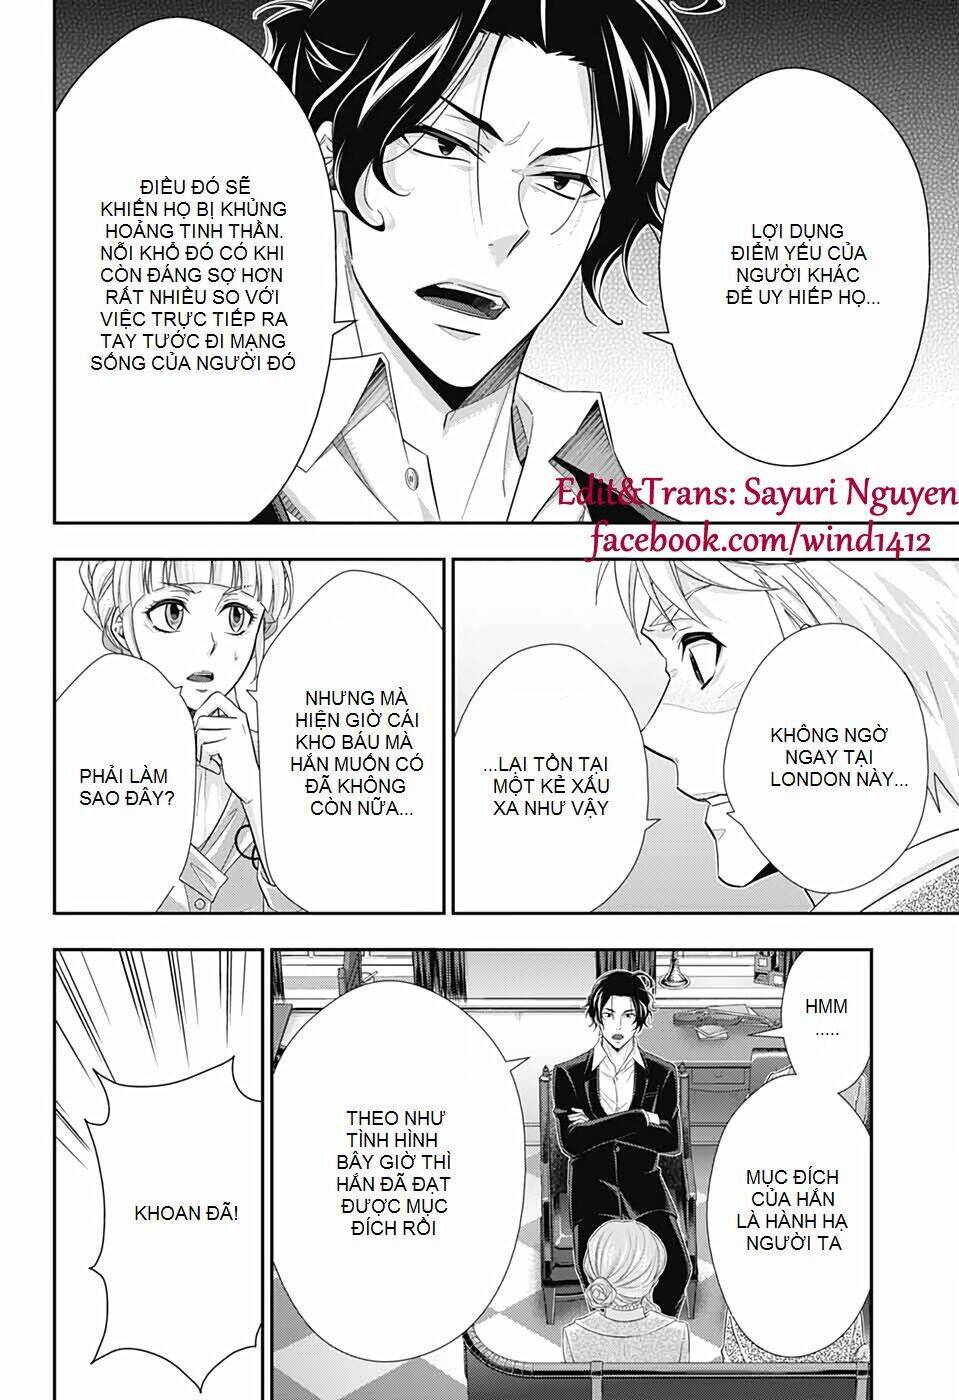 LỢI DỤNG
ĐIỂM YẾU CỦA
NGƯỜI KHÁC
ĐỂ UY HIẾP HỌ...
ĐIỀU ĐÓ SẼ
KHIẾN HỌ BỊ KHỦNG
HOẢNG TINH THẦN.
NỖI KHỔ ĐÓ CÓ KHI
CÒN ĐÁNG SỢ HƠN
RẤT NHIỀU SO VỚI
VIỆC TRỰC TIẾP RA
TAY TƯỚC ĐI MẠNG
SỐNG CỦA NGƯỜI ĐÓ
Edit&Trans: Sayuri Nguyen
facebook.com/wind1412
KHÔNG NGỜ
NGAY TẠI
LONDON NÀY...
...LẠI TỒN TẠI
MỘT KẺ XẤU
XA NHƯ VẬY
NHƯNG MÀ
HIỆN GIỜ CÁI
KHO BÁU MÀ
HẮN MUỐN CÓ
ĐÃ KHÔNG
CÒN NỮA...
PHẢI LÀM
SAO ĐÂY?
HMM
.....
MỤC ĐÍCH
CỦA HẮN
LÀ HÀNH HẠ
NGƯỜI TA
THEO NHƯ
TÌNH HÌNH
BÂY GIỜ THÌ
HẮN ĐÃ ĐẠT
ĐƯỢC MỤC
ĐÍCH RỒI
KHOAN ĐÃ!